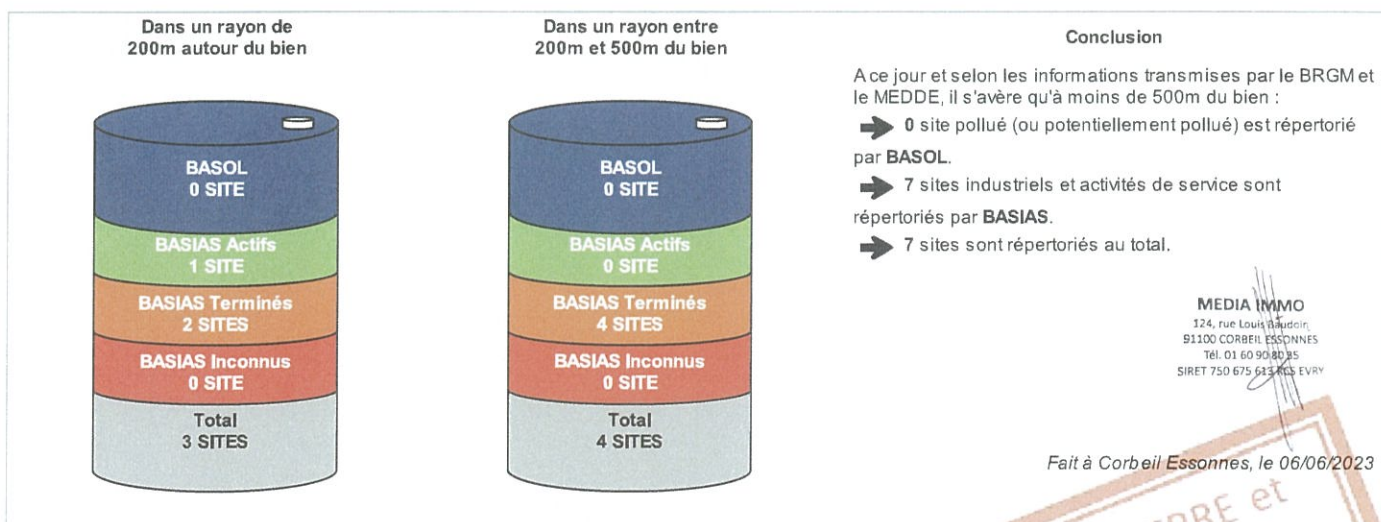 Dans un rayon de
200m autour du bien
BASOL
0 SITE
BASIAS Actifs
1 SITE
BASIAS Terminés
2 SITES
BASIAS Inconnus
0 SITE
Total
3 SITES
Dans un rayon entre
200m et 500m du bien
BASOL
0 SITE
BASIAS Actifs
0 SITE
BASIAS Terminés
4 SITES
BASIAS Inconnus
0 SITE
Total
4 SITES
Conclusion
A ce jour et selon les informations transmises par le BRGM et
le MEDDE, il s'avère qu'à moins de 500m du bien :
0 site pollué (ou potentiellement pollué) est répertorié
par BASOL.
7 sites industriels et activités de service sont
répertoriés par BASIAS.
7 sites sont répertoriés au total.
MEDIA IMMO
124, rue Louis Baudoin
91100 CORBEIL ESSONNES
Tél. 01 60 90 80 85
SIRET 750 675 613 RCS EVRY
Fait à Corbeil Essonnes, le 06/06/2023
et